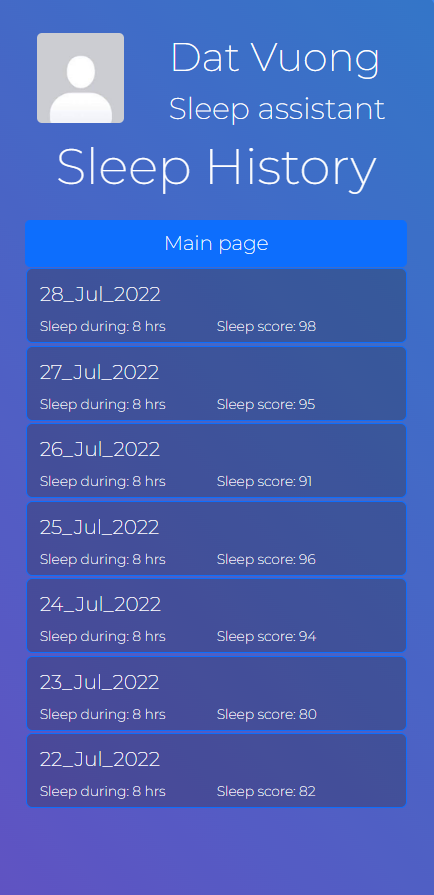 Dat Vuong
Sleep assistant
Sleep History
Main page
28_Jul_2022
Sleep during: 8 hrs Sleep score: 98
27_Jul_2022
Sleep during: 8 hrs Sleep score: 95
26_Jul_2022
Sleep during: 8 hrs Sleep score: 91
25_Jul_2022
Sleep during: 8 hrs Sleep score: 96
24_Jul_2022
Sleep during: 8 hrs Sleep score: 94
23_Jul_2022
Sleep during: 8 hrs Sleep score: 80
22_Jul_2022
Sleep during: 8 hrs Sleep score: 82